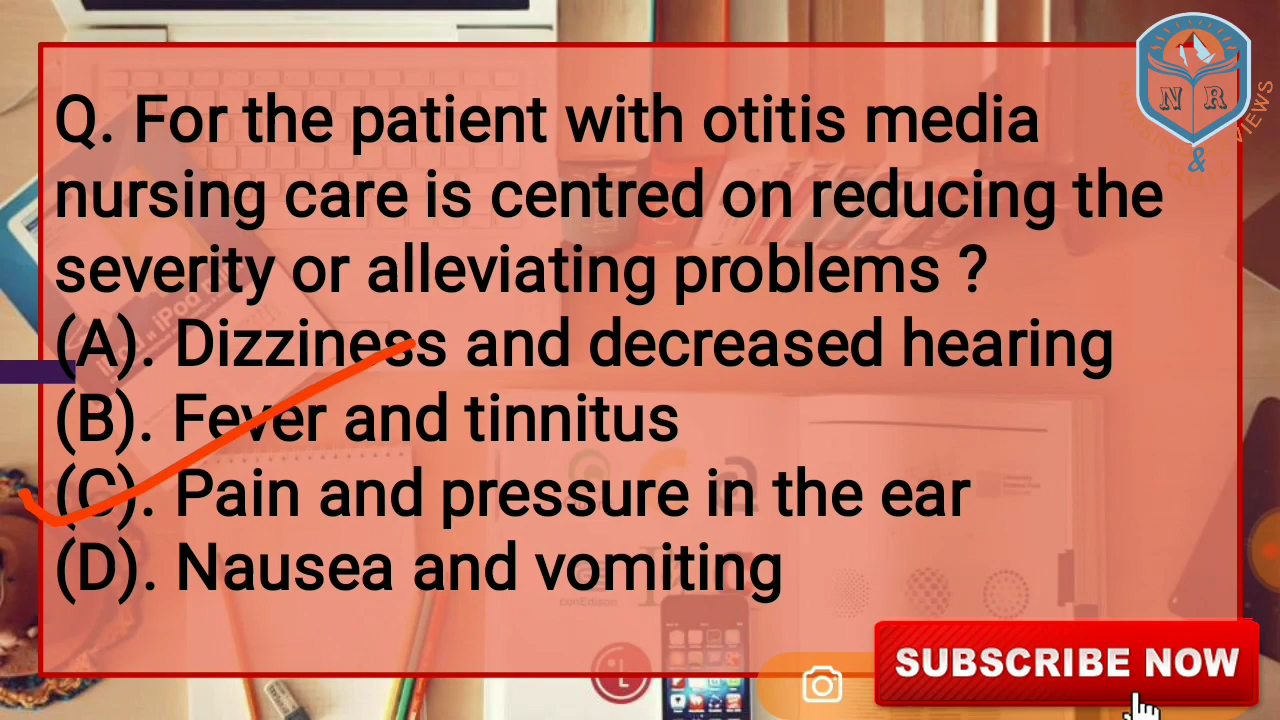 Q. For the patient with otitis media
nursing care is centred on reducing the
severity or alleviating problems ?
(A). Dizziness and decreased hearing
(B). Fever and tinnitus
(C). Pain and pressure in the ear
(D). Nausea and vomiting
N R
VIEWS
&
SUBSCRIBE NOW